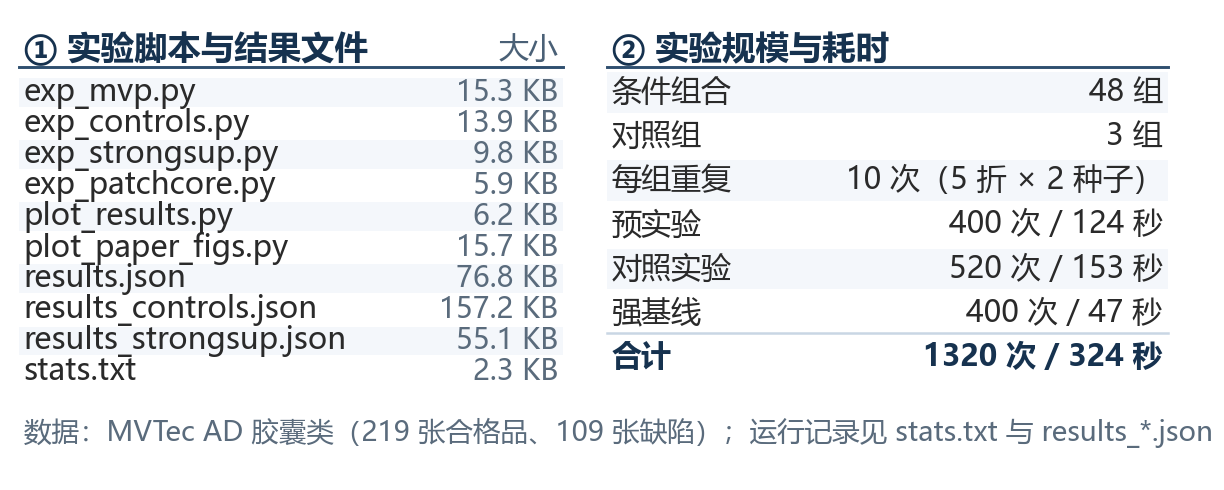 ① 实验脚本与结果文件 大小
exp_mvp.py 15.3 KB
exp_controls.py 13.9 KB
exp_strongsup.py 9.8 KB
exp_patchcore.py 5.9 KB
plot_results.py 6.2 KB
plot_paper_figs.py 15.7 KB
results.json 76.8 KB
results_controls.json 157.2 KB
results_strongsup.json 55.1 KB
stats.txt 2.3 KB
② 实验规模与耗时
条件组合 48 组
对照组 3 组
每组重复 10 次（5 折 × 2 种子）
预实验 400 次 / 124 秒
对照实验 520 次 / 153 秒
强基线 400 次 / 47 秒
合计 1320 次 / 324 秒
数据：MVTec AD 胶囊类（219 张合格品、109 张缺陷）；运行记录见 stats.txt 与 results_*.json